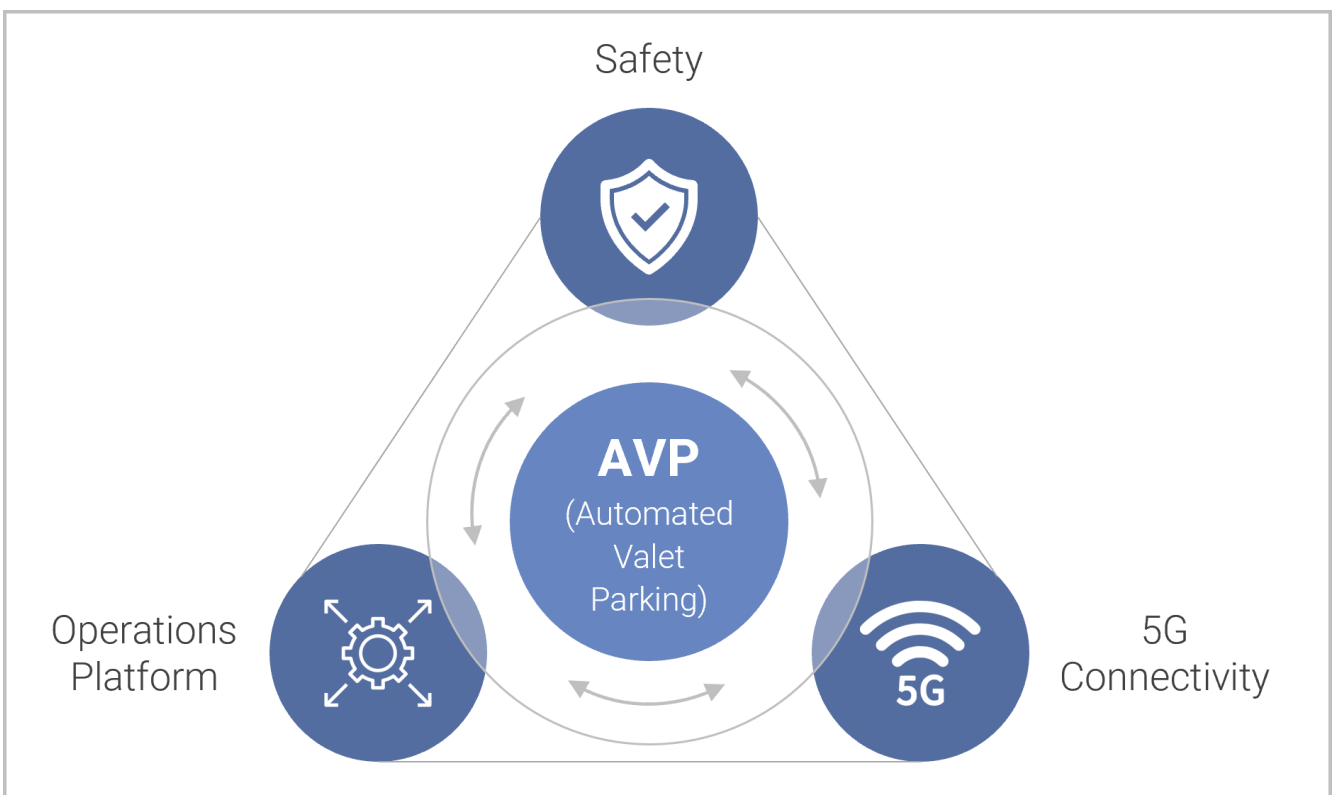 Safety
AVP
(Automated
Valet
Parking)
Operations
Platform
5G
5G
Connectivity